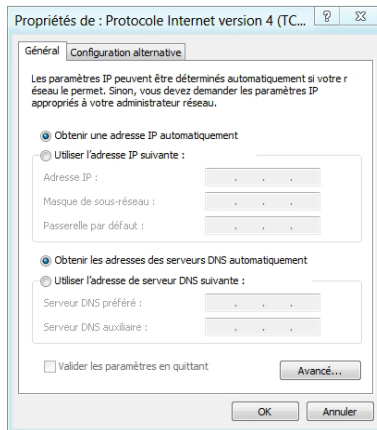 Propriétés de : Protocole Internet version 4 (TC...
Général
Configuration alternative
Les paramètres IP peuvent être déterminés automatiquement si votre r
éseau le permet. Sinon, vous devez demander les paramètres IP
appropriés à votre administrateur réseau.
Obtenir une adresse IP automatiquement
Utiliser l'adresse IP suivante :
Adresse IP :
Masque de sous-réseau :
Passerelle par défaut :
Obtenir les adresses des serveurs DNS automatiquement
Utiliser l'adresse de serveur DNS suivante :
Serveur DNS préféré :
Serveur DNS auxiliaire :
Valider les paramètres en quittant
Avancé...
OK
Annuler